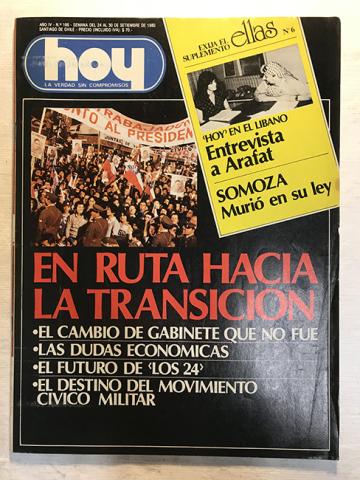 AÑO IV - N.º 166 - SEMANA DEL 24 AL 30 DE SETIEMBRE DE 1980
SANTIAGO DE CHILE - PRECIO (INCLUIDO IVA) $ 70.-
hoy
LA VERDAD SIN COMPROMISOS
EXIJA EL
SUPLEMENTO
ellas
N.º 6
'HOY' EN EL LIBANO
Entrevista
a Arafat
SOMOZA
Murió en su ley
TRABAJADOR
NTO AL PRESIDEN
EN RUTA HACIA
LA TRANSICION
•EL CAMBIO DE GABINETE QUE NO FUE
•LAS DUDAS ECONOMICAS
•EL FUTURO DE 'LOS 24'
•EL DESTINO DEL MOVIMIENTO
CIVICO MILITAR